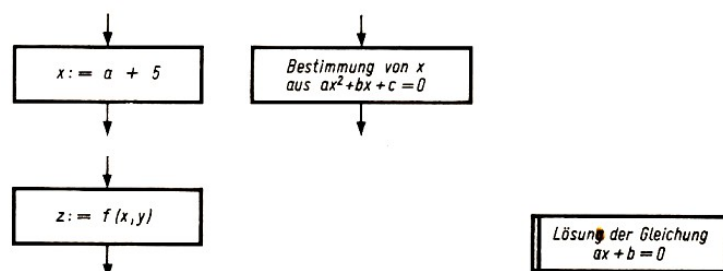 x := a + 5
Bestimmung von x
aus ax²+bx+c=0
z := f(x,y)
Lösung der Gleichung
ax+b=0